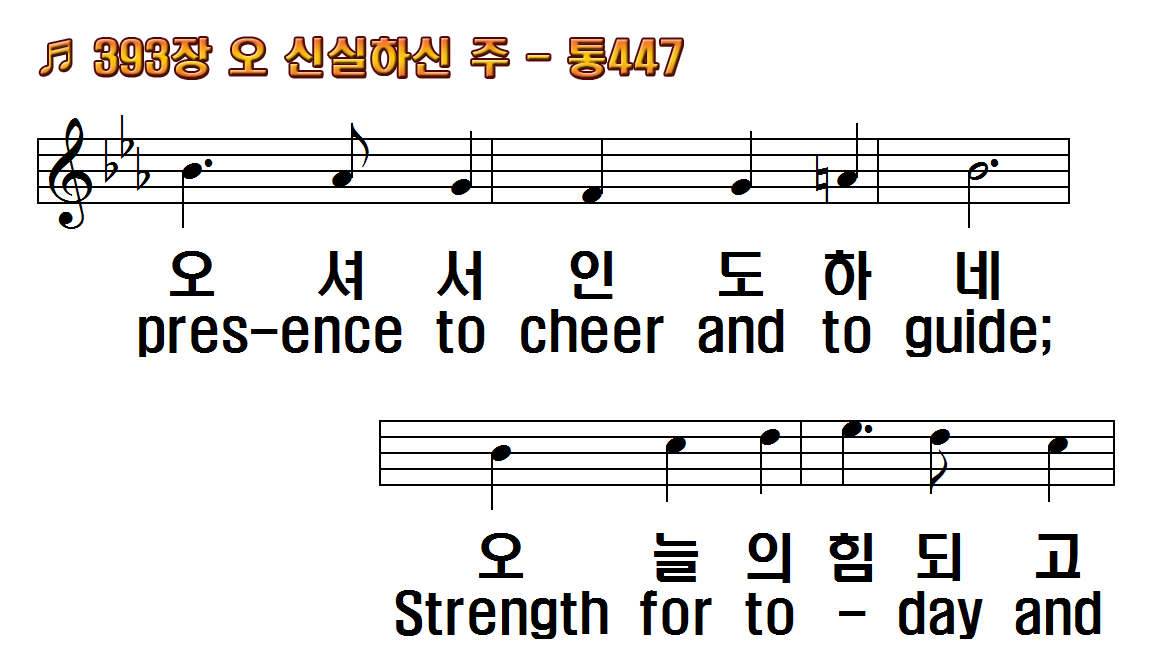 ♬ 393장 오 신실하신 주 - 통447
오 셔 서 인 도 하 네
pres-ence to cheer and to guide;
오 늘 의 힘 되 고
Strength for to - day and